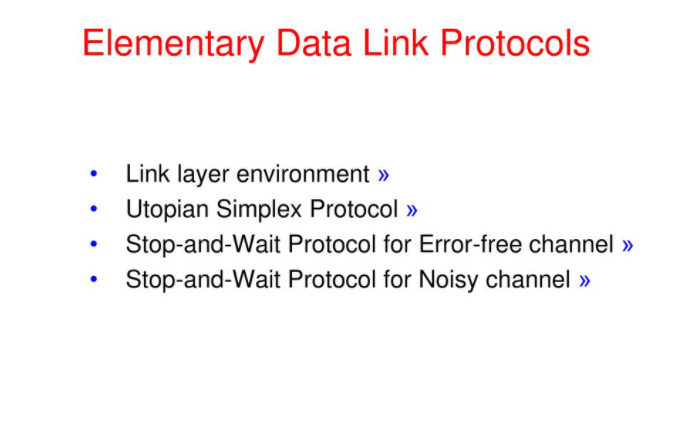 Elementary Data Link Protocols
• Link layer environment »
• Utopian Simplex Protocol »
• Stop-and-Wait Protocol for Error-free channel »
• Stop-and-Wait Protocol for Noisy channel »